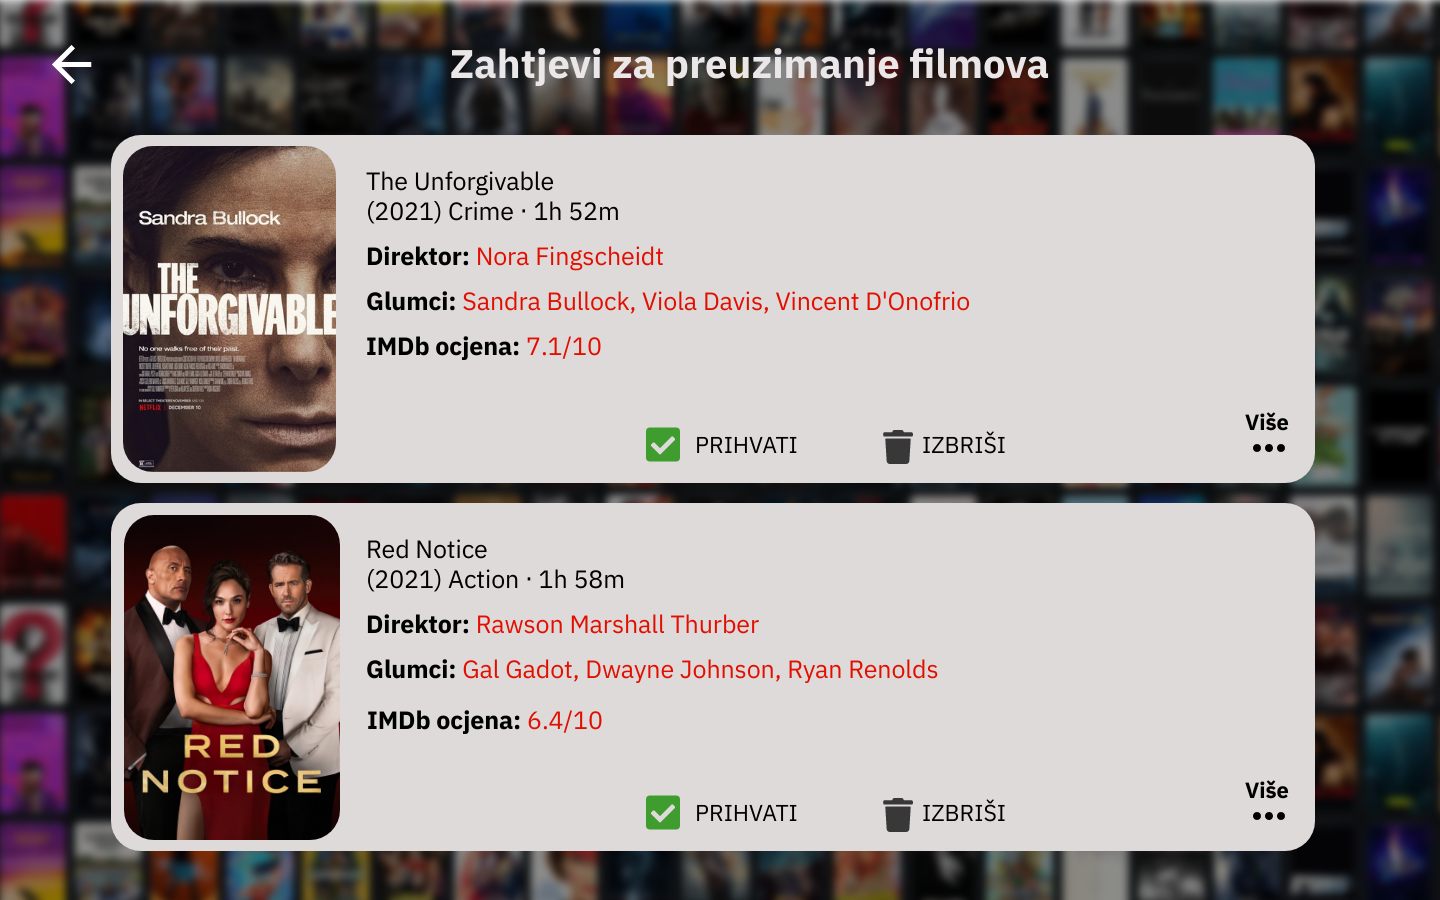 Zahtjevi za preuzimanje filmova
Sandra Bullock
THE
UNFORGIVABLE
No one walks free of their past.
NETFLIX | DECEMBER 10
The Unforgivable
(2021) Crime · 1h 52m
Direktor: Nora Fingscheidt
Glumci: Sandra Bullock, Viola Davis, Vincent D'Onofrio
IMDb ocjena: 7.1/10
PRIHVATI
IZBRIŠI
Više
RED
NOTICE
Red Notice
(2021) Action · 1h 58m
Direktor: Rawson Marshall Thurber
Glumci: Gal Gadot, Dwayne Johnson, Ryan Renolds
IMDb ocjena: 6.4/10
PRIHVATI
IZBRIŠI
Više